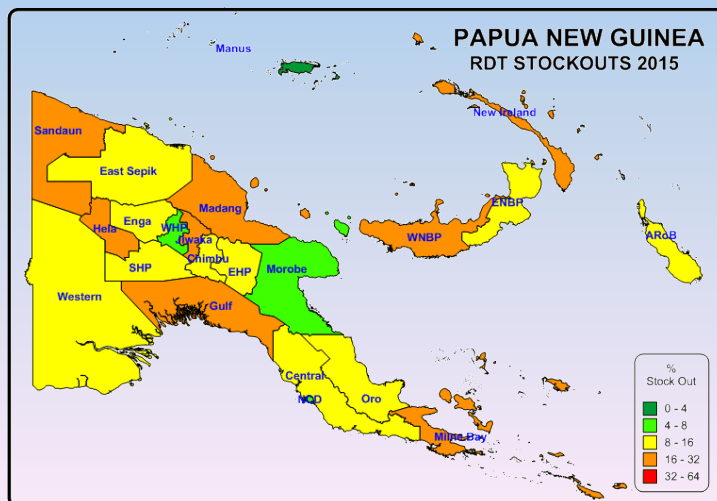 PAPUA NEW GUINEA
RDT STOCKOUTS 2015
Manus
New Ireland
Sandaun
East Sepik
Madang
ENBP
Enga
WHP
Hela
Jiwaka
WNBP
ARoB
Chimbu
SHP
EHP
Morobe
Western
Gulf
Central
NCD
Oro
Milne Bay
%
Stock Out
0 - 4
4 - 8
8 - 16
16 - 32
32 - 64